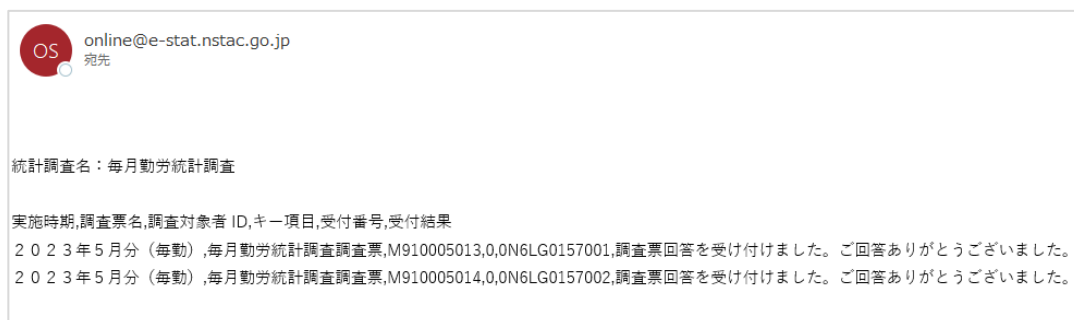 OS
online@e-stat.nstac.go.jp
宛先
統計調査名：毎月勤労統計調査
実施時期,調査票名,調査対象者 ID,キー項目,受付番号,受付結果
２０２３年５月分（毎勤）,毎月勤労統計調査調査票,M910005013,0,0N6LG0157001,調査票回答を受け付けました。ご回答ありがとうございました。
２０２３年５月分（毎勤）,毎月勤労統計調査調査票,M910005014,0,0N6LG0157002,調査票回答を受け付けました。ご回答ありがとうございました。